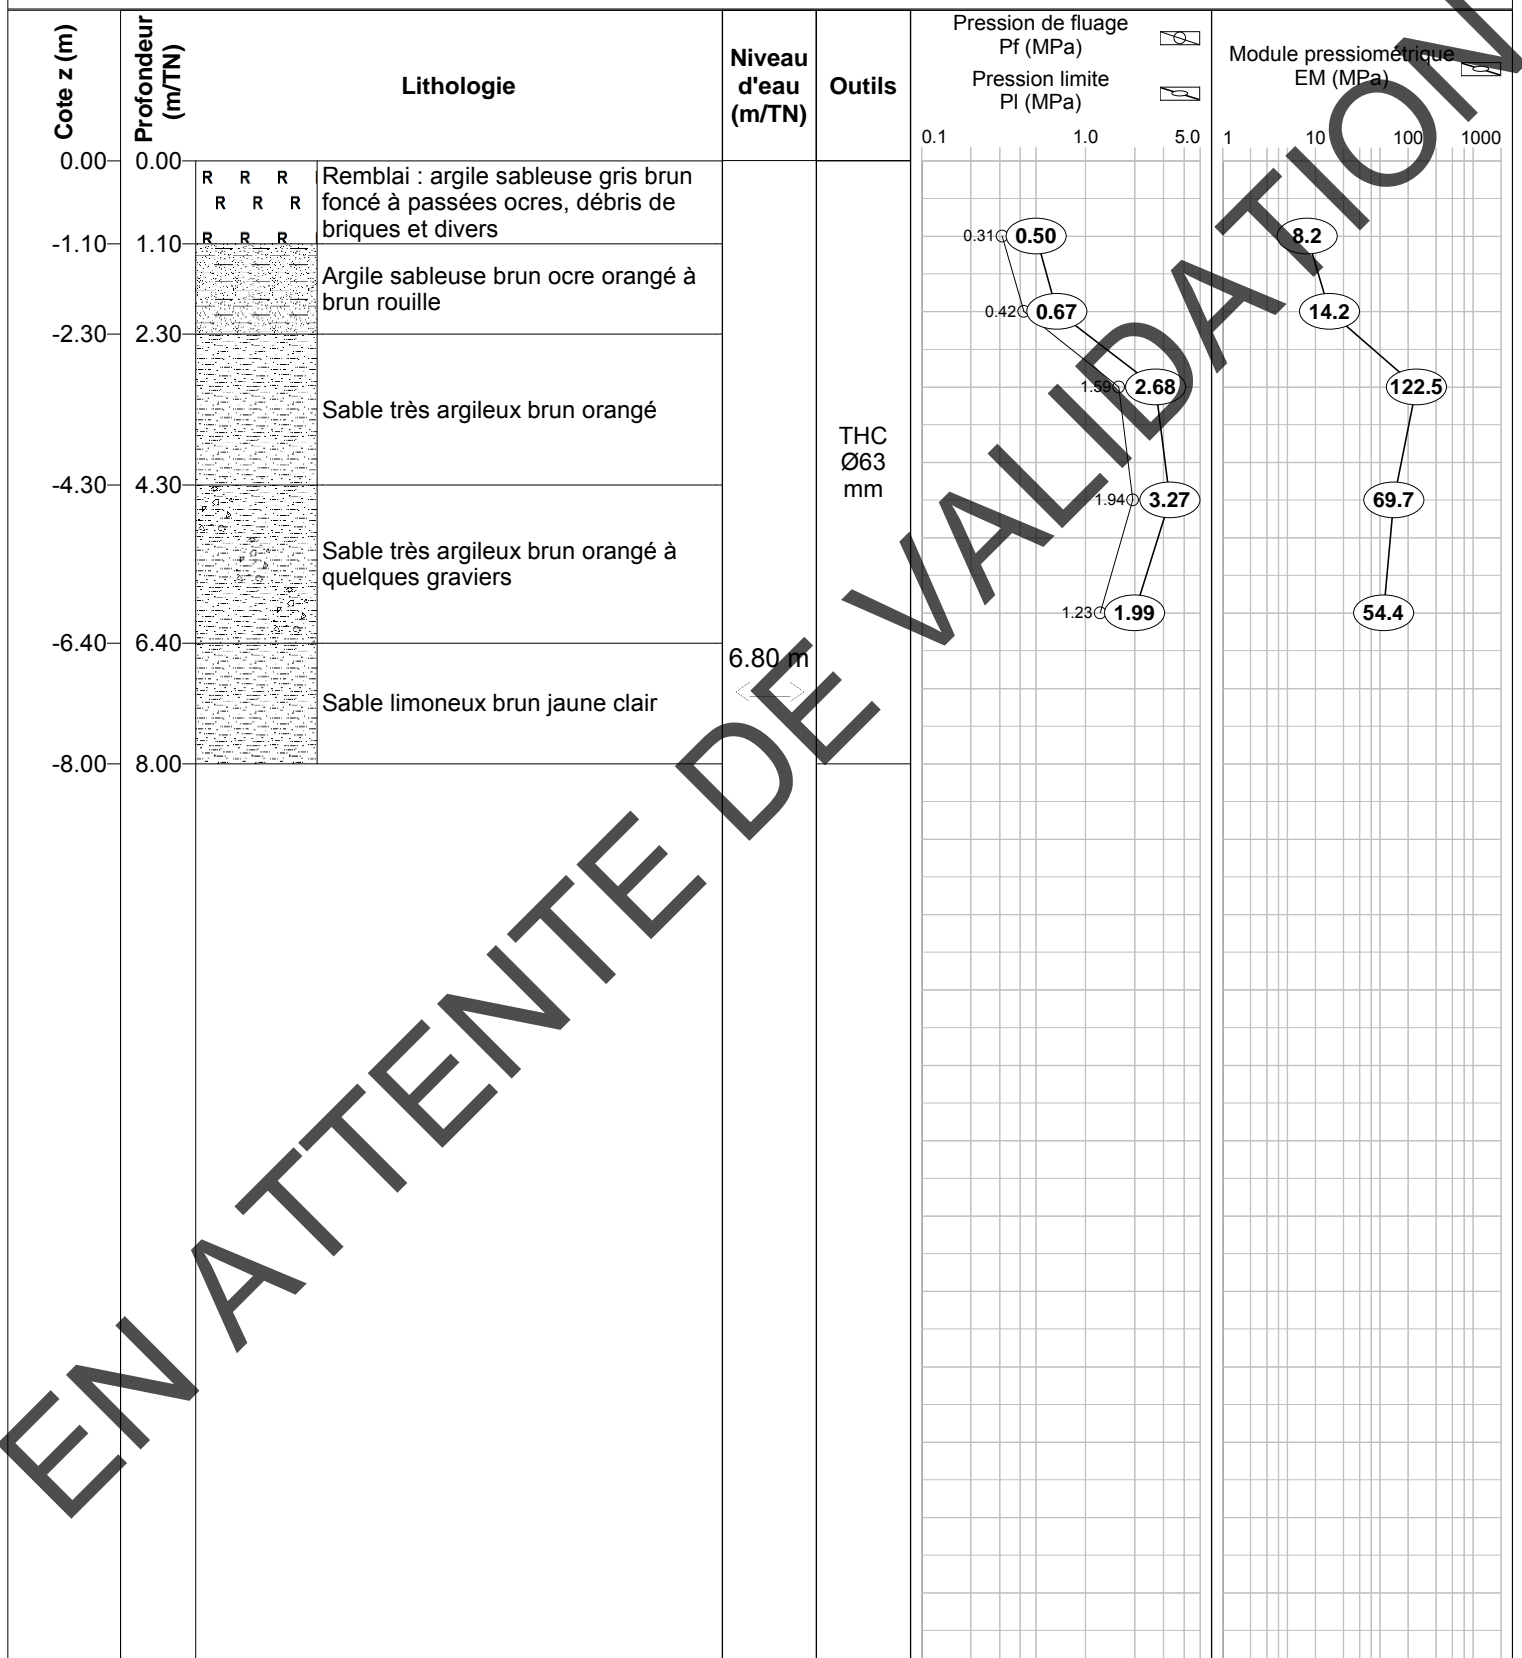 Cote z (m)
Profondeur
(m/TN)
Lithologie
Niveau
d'eau
(m/TN)
Outils
Pression de fluage
Pf (MPa)
Pression limite
Pl (MPa)
0.1 1.0 5.0
Module pressiométrique
EM (MPa)
1 10 100 1000
0.00 0.00
R R R
R R R
R R R
Remblai : argile sableuse gris brun
foncé à passées ocres, débris de
briques et divers
0.31 0.50 8.2
-1.10 1.10
Argile sableuse brun ocre orangé à
brun rouille
0.42 0.67 14.2
-2.30 2.30
1.59 2.68 122.5
Sable très argileux brun orangé
THC
Ø63
mm
-4.30 4.30
1.94 3.27 69.7
Sable très argileux brun orangé à
quelques graviers
1.23 1.99 54.4
-6.40 6.40
6.80 m
Sable limoneux brun jaune clair
-8.00 8.00
EN ATTENTE DE VALIDATION